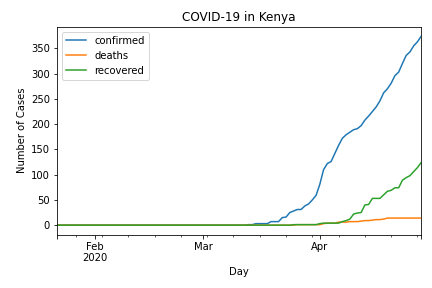 COVID-19 in Kenya
confirmed
deaths
recovered
Number of Cases
350
300
250
200
150
100
50
0
Feb
2020
Mar
Apr
Day